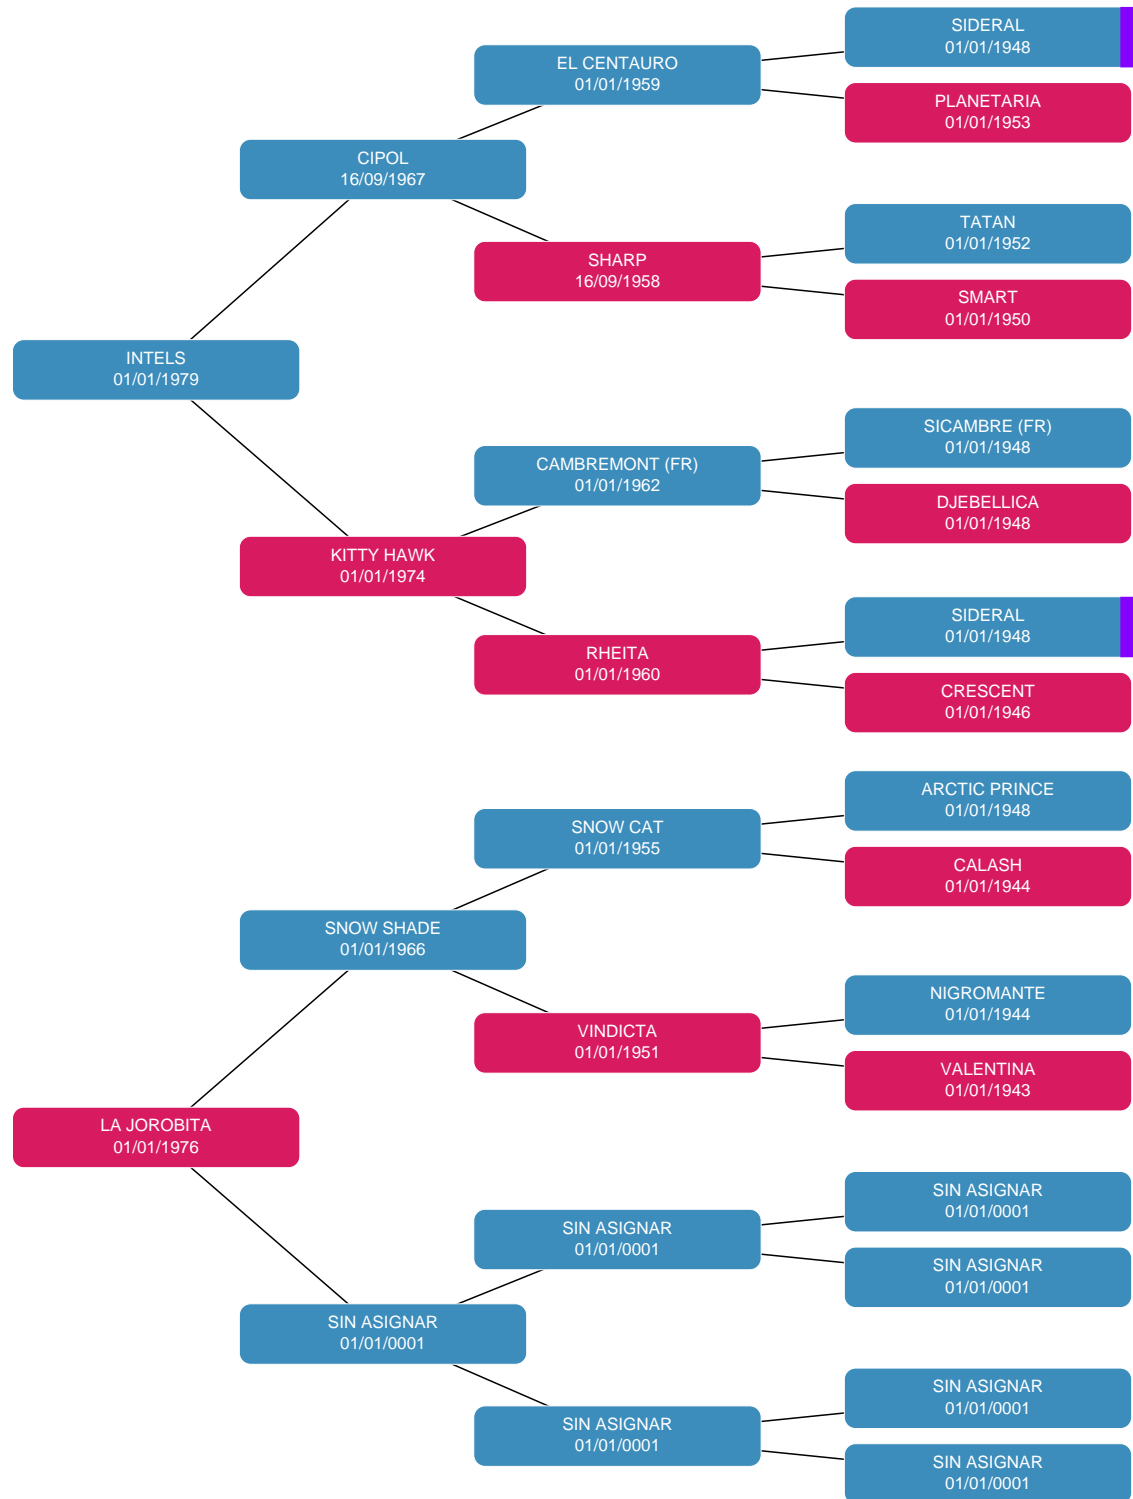 SIDERAL
01/01/1948
EL CENTAURO
01/01/1959
PLANETARIA
01/01/1953
CIPOL
16/09/1967
TATAN
01/01/1952
SHARP
16/09/1958
SMART
01/01/1950
INTELS
01/01/1979
SICAMBRE (FR)
01/01/1948
CAMBREMONT (FR)
01/01/1962
DJEBELLICA
01/01/1948
KITTY HAWK
01/01/1974
SIDERAL
01/01/1948
RHEITA
01/01/1960
CRESCENT
01/01/1946
ARCTIC PRINCE
01/01/1948
SNOW CAT
01/01/1955
CALASH
01/01/1944
SNOW SHADE
01/01/1966
NIGROMANTE
01/01/1944
VINDICTA
01/01/1951
VALENTINA
01/01/1943
LA JOROBITA
01/01/1976
SIN ASIGNAR
01/01/0001
SIN ASIGNAR
01/01/0001
SIN ASIGNAR
01/01/0001
SIN ASIGNAR
01/01/0001
SIN ASIGNAR
01/01/0001
SIN ASIGNAR
01/01/0001
SIN ASIGNAR
01/01/0001